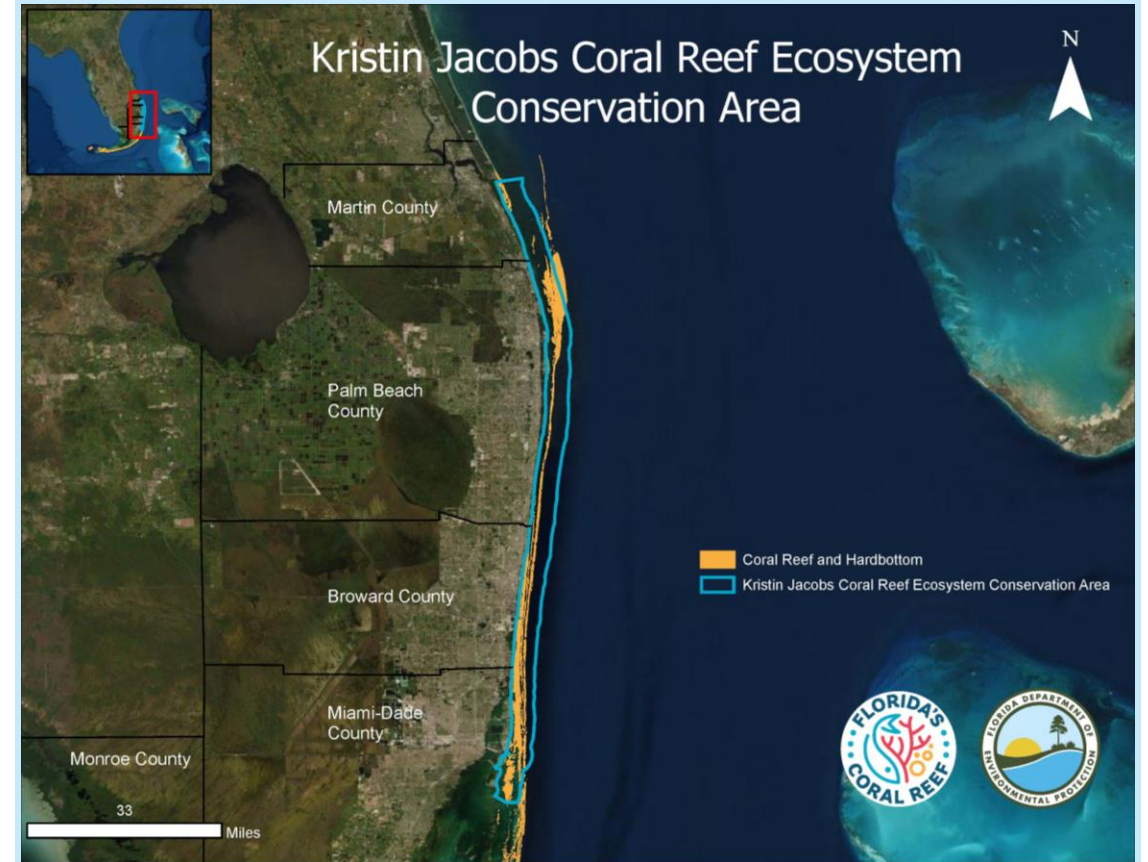 Kristin Jacobs Coral Reef Ecosystem
Conservation Area
N
Martin County
Palm Beach
County
Coral Reef and Hardbottom
Kristin Jacobs Coral Reef Ecosystem Conservation Area
Broward County
Miami-Dade
County
Monroe County
FLORIDA'S
CORAL REEF
FLORIDA DEPARTMENT OF
ENVIRONMENTAL PROTECTION
33
Miles